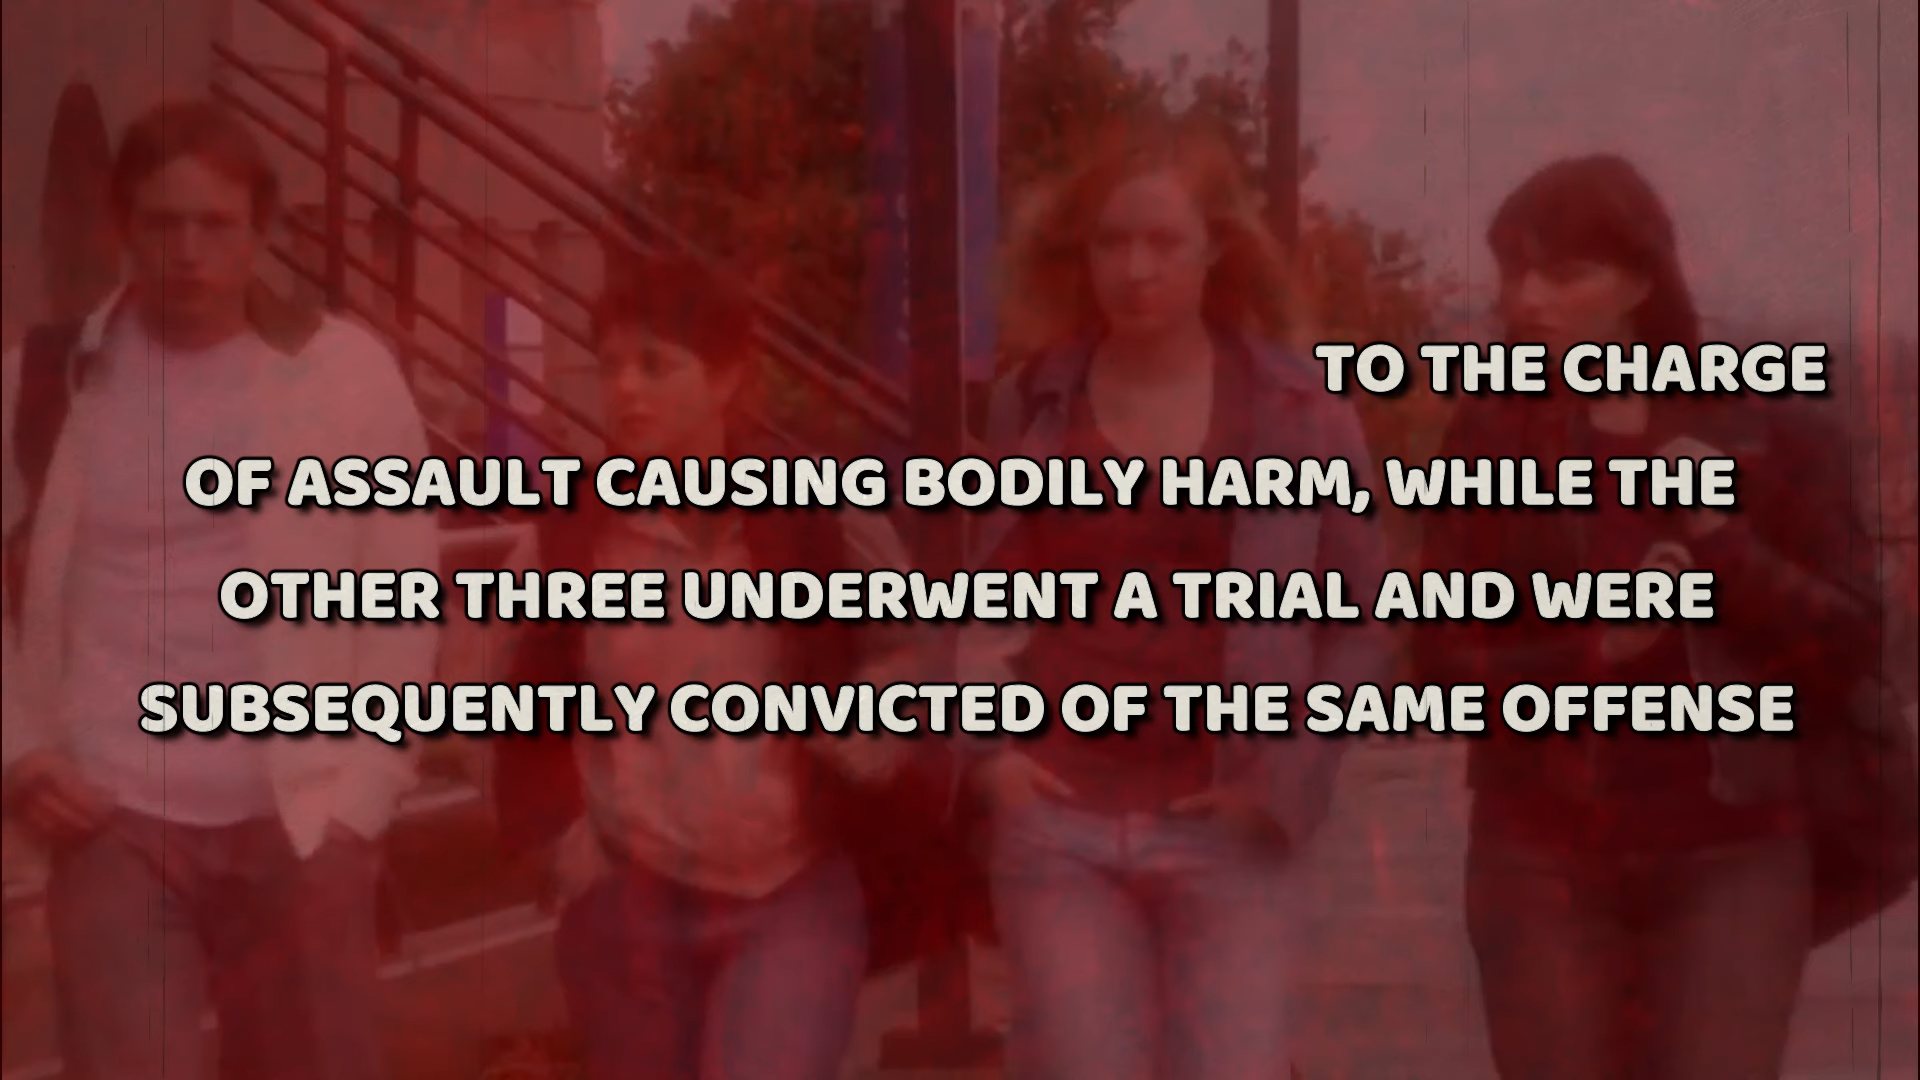 TO THE CHARGE
OF ASSAULT CAUSING BODILY HARM, WHILE THE
OTHER THREE UNDERWENT A TRIAL AND WERE
SUBSEQUENTLY CONVICTED OF THE SAME OFFENSE